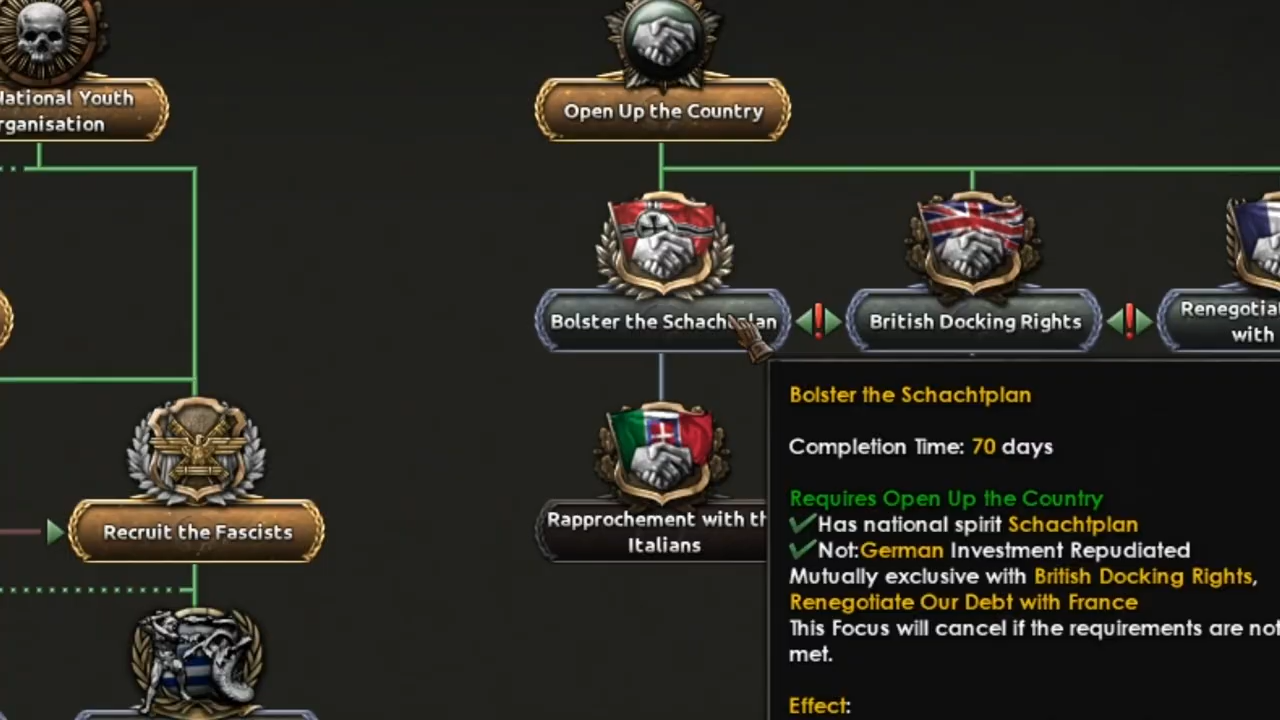 National Youth
Organisation
Open Up the Country
Bolster the Schachtplan
British Docking Rights
with
Recruit the Fascists
Rapprochement with th
Italians
Bolster the Schachtplan
Completion Time: 70 days
Requires Open Up the Country
Has national spirit Schachtplan
Not:German Investment Repudiated
Mutually exclusive with British Docking Rights,
Renegotiate Our Debt with France
This Focus will cancel if the requirements are not
met.
Effect: